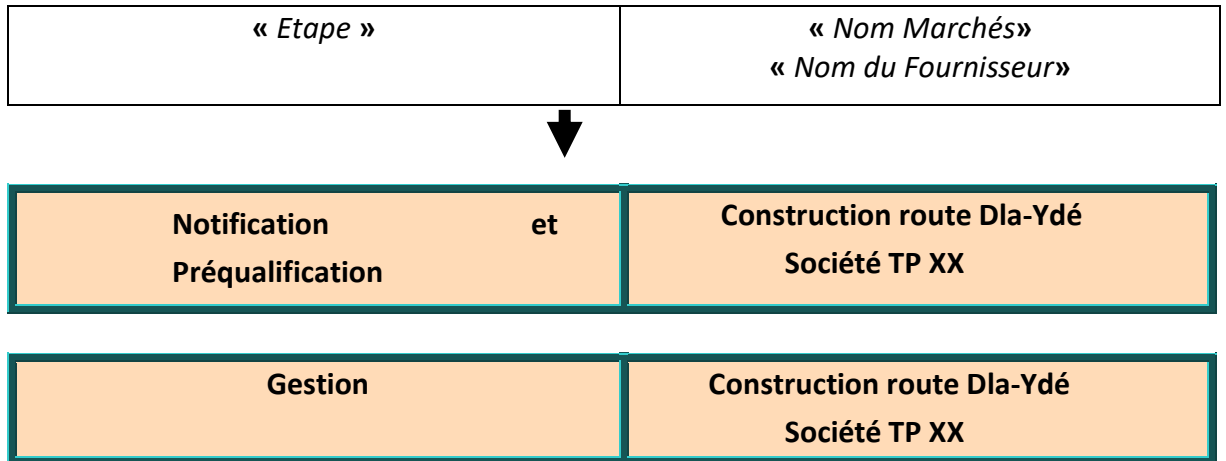 « Etape »
« Nom Marchés»
« Nom du Fournisseur»
Notification et
Préqualification
Construction route Dla-Ydé
Société TP XX
Gestion
Construction route Dla-Ydé
Société TP XX